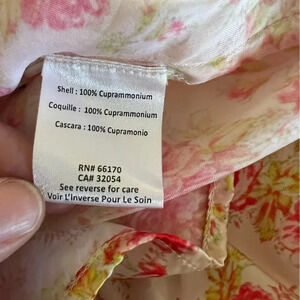 Shell : 100% Cuprammonium
Coquille : 100% Cuprammonium
Cascara : 100% Cupramonio
RN# 66170
CA# 32054
See reverse for care
Voir L'Inverse Pour Le Soin